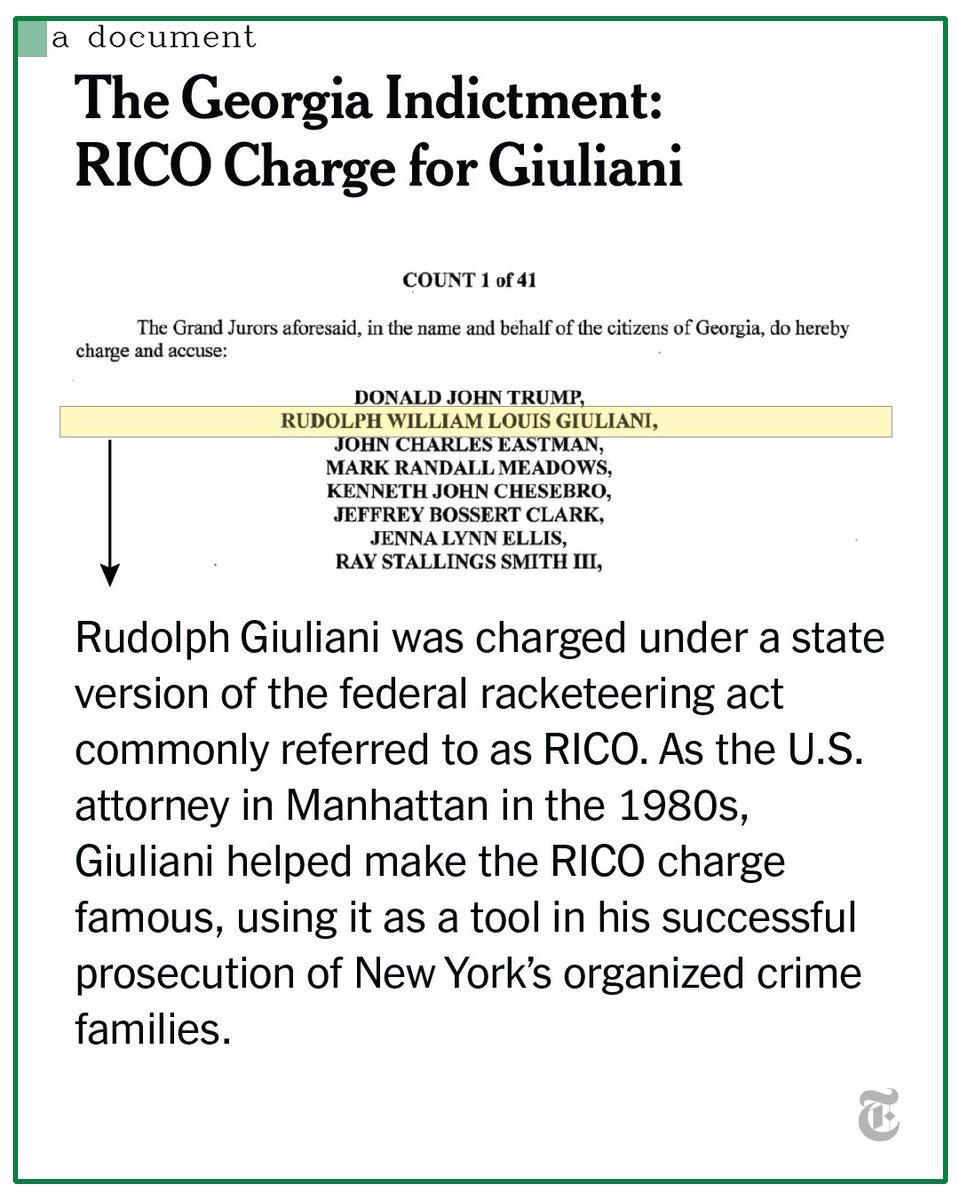 a document
The Georgia Indictment:
RICO Charge for Giuliani
COUNT 1 of 41
The Grand Jurors aforesaid, in the name and behalf of the citizens of Georgia, do hereby
charge and accuse:
DONALD JOHN TRUMP,
RUDOLPH WILLIAM LOUIS GIULIANI,
JOHN CHARLES EASTMAN,
MARK RANDALL MEADOWS,
KENNETH JOHN CHESEBRO,
JEFFREY BOSSERT CLARK,
JENNA LYNN ELLIS,
RAY STALLINGS SMITH III,
Rudolph Giuliani was charged under a state
version of the federal racketeering act
commonly referred to as RICO. As the U.S.
attorney in Manhattan in the 1980s,
Giuliani helped make the RICO charge
famous, using it as a tool in his successful
prosecution of New York’s organized crime
families.
T